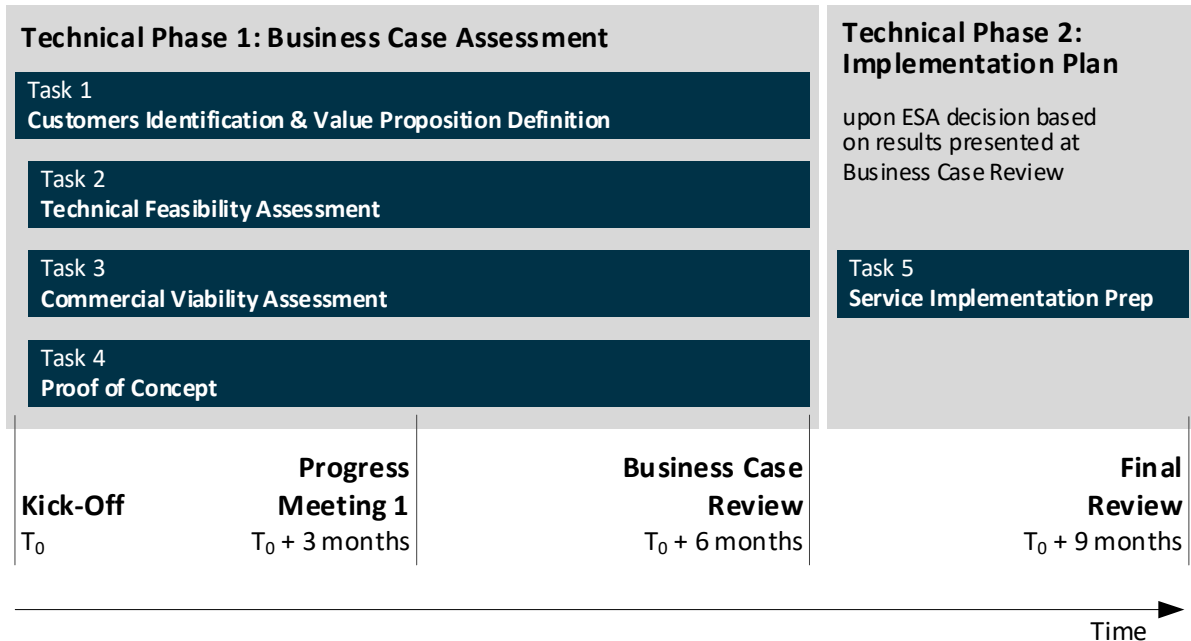 Technical Phase 1: Business Case Assessment
Task 1
Customers Identification & Value Proposition Definition
Task 2
Technical Feasibility Assessment
Task 3
Commercial Viability Assessment
Task 4
Proof of Concept
Technical Phase 2:
Implementation Plan
upon ESA decision based
on results presented at
Business Case Review
Task 5
Service Implementation Prep
Kick-Off
T₀
Progress
Meeting 1
T₀ + 3 months
Business Case
Review
T₀ + 6 months
Final
Review
T₀ + 9 months
Time